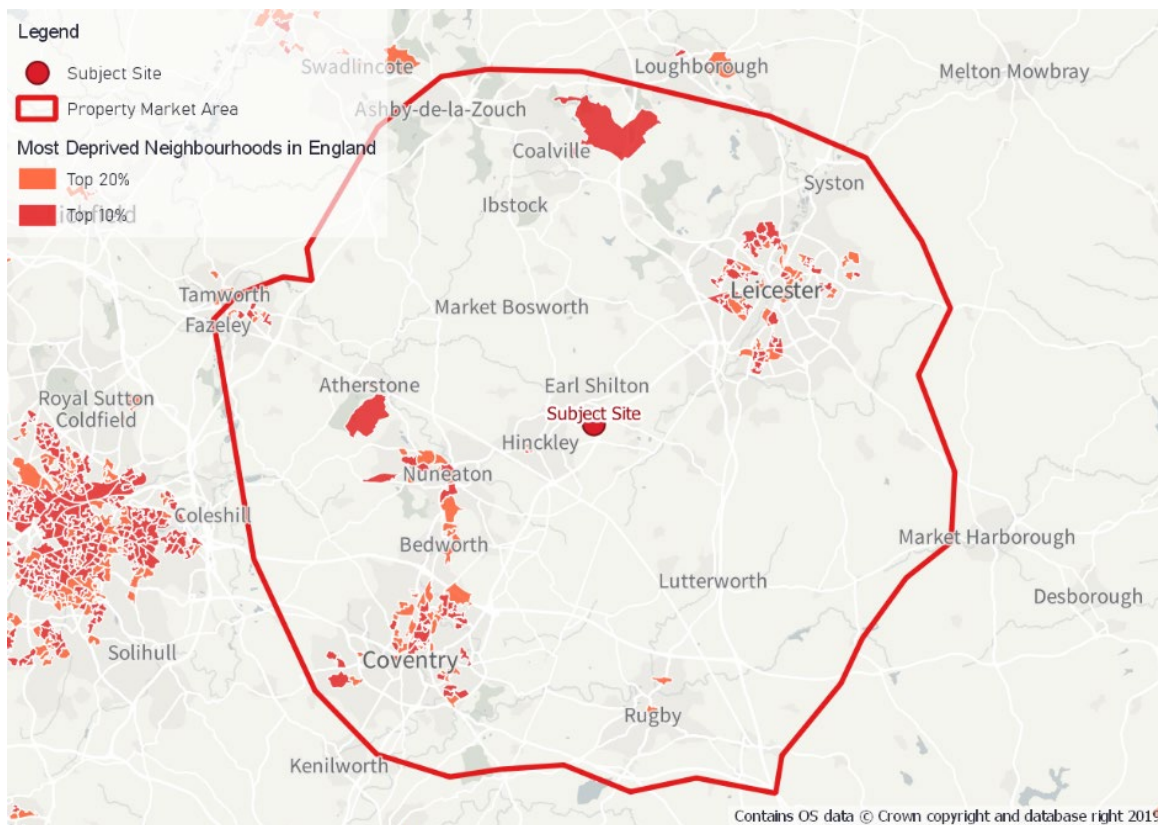 Legend
Subject Site
Property Market Area
Most Deprived Neighbourhoods in England
Top 20%
Top 10%
Swadlincote
Loughborough
Melton Mowbray
Ashby-de-la-Zouch
Coalville
Syston
Ibstock
Tamworth
Fazeley
Market Bosworth
Leicester
Atherstone
Earl Shilton
Royal Sutton
Coldfield
Subject Site
Hinckley
Nuneaton
Coleshill
Bedworth
Market Harborough
Lutterworth
Desborough
Solihull
Coventry
Rugby
Kenilworth
Contains OS data © Crown copyright and database right 2019